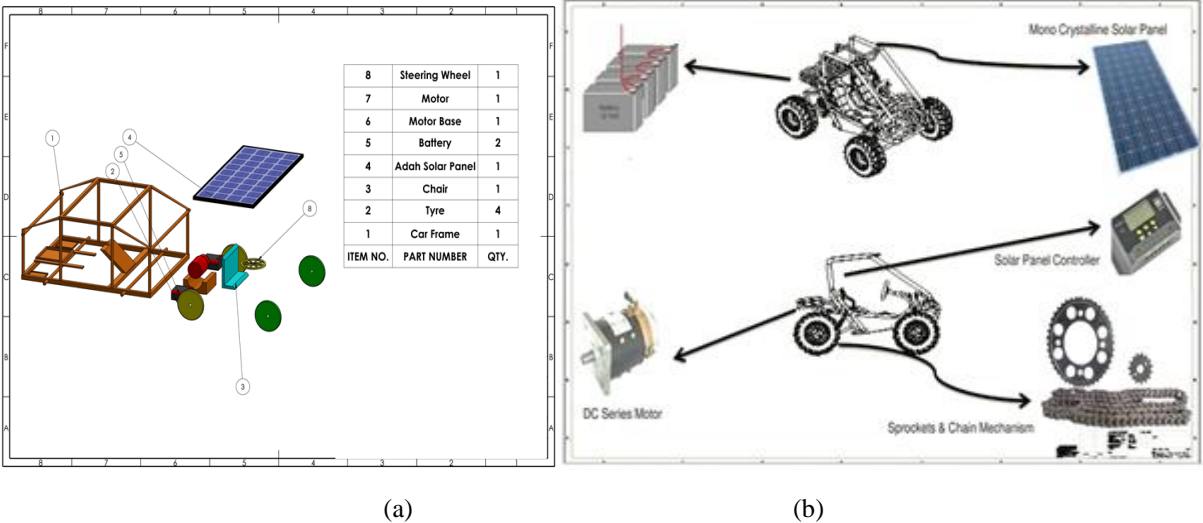 8 7 6 5 4 3 2
F
E
D
C
B
A
8 Steering Wheel 1
7 Motor 1
6 Motor Base 1
5 Battery 2
4 Adah Solar Panel 1
3 Chair 1
2 Tyre 4
1 Car Frame 1
ITEM NO. PART NUMBER QTY.
1
4
5
2
8
3
F
E
D
C
B
A
8 7 6 5 4 3 2
Mono Crystalline Solar Panel
Battery
Solar Panel Controller
DC Series Motor
Sprockets & Chain Mechanism
(a)
(b)